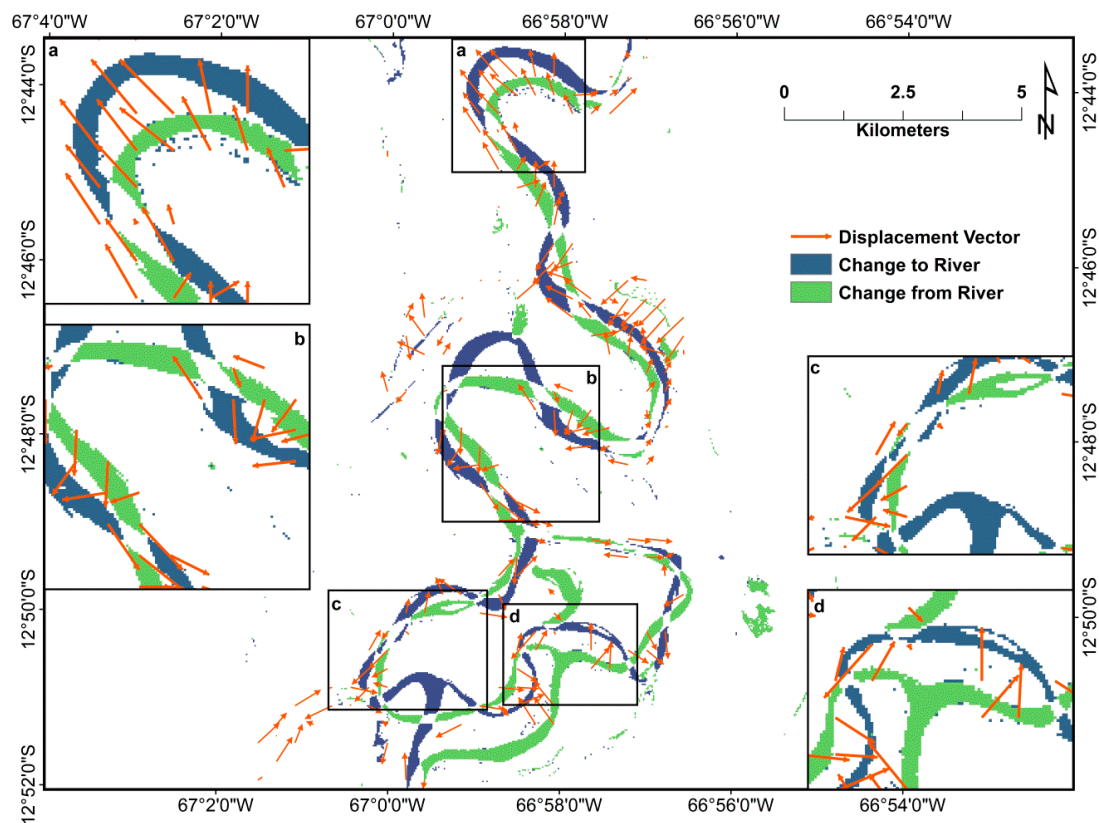 67°4'0"W 67°2'0"W 67°0'0"W 66°58'0"W 66°56'0"W 66°54'0"W
a
a
12°44'0"S
12°44'0"S
0 2.5 5
Kilometers
N
Displacement Vector
Change to River
Change from River
12°46'0"S
12°46'0"S
b
b
c
12°48'0"S
12°48'0"S
c
d
d
12°50'0"S
12°50'0"S
12°52'0"S
67°2'0"W 67°0'0"W 66°58'0"W 66°56'0"W 66°54'0"W